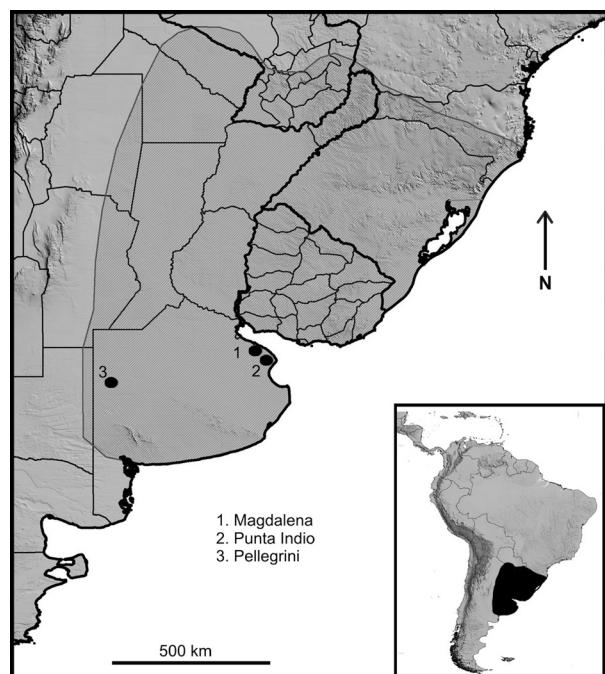 N
1
2
3
1. Magdalena
2. Punta Indio
3. Pellegrini
500 km